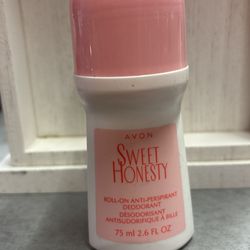 AVON
SWEET
HONESTY
ROLL-ON ANTI-PERSPIRANT
DEODORANT
DÉSODORISANT
ANTISUDORIFIQUE À BILLE
75 ml 2.6 FL OZ